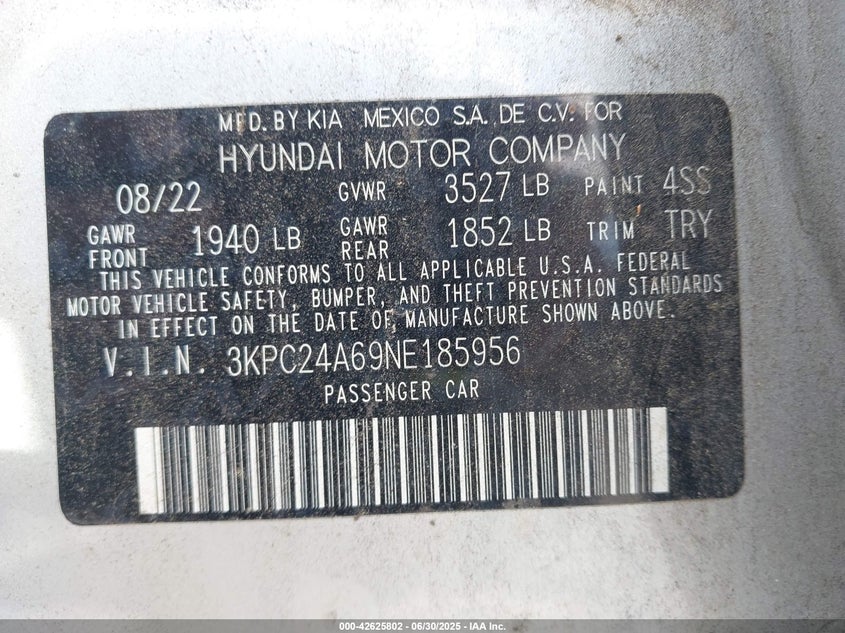 MFD. BY KIA MEXICO S.A. DE C.V. FOR
HYUNDAI MOTOR COMPANY
08/22 GVWR 3527 LB PAINT 4SS
GAWR FRONT 1940 LB GAWR REAR 1852 LB TRIM TRY
THIS VEHICLE CONFORMS TO ALL APPLICABLE U.S.A. FEDERAL
MOTOR VEHICLE SAFETY, BUMPER, AND THEFT PREVENTION STANDARDS
IN EFFECT ON THE DATE OF MANUFACTURE SHOWN ABOVE.
V.I.N. 3KPC24A69NE185956
PASSENGER CAR
000-42625802 - 06/30/2025 - IAA Inc.